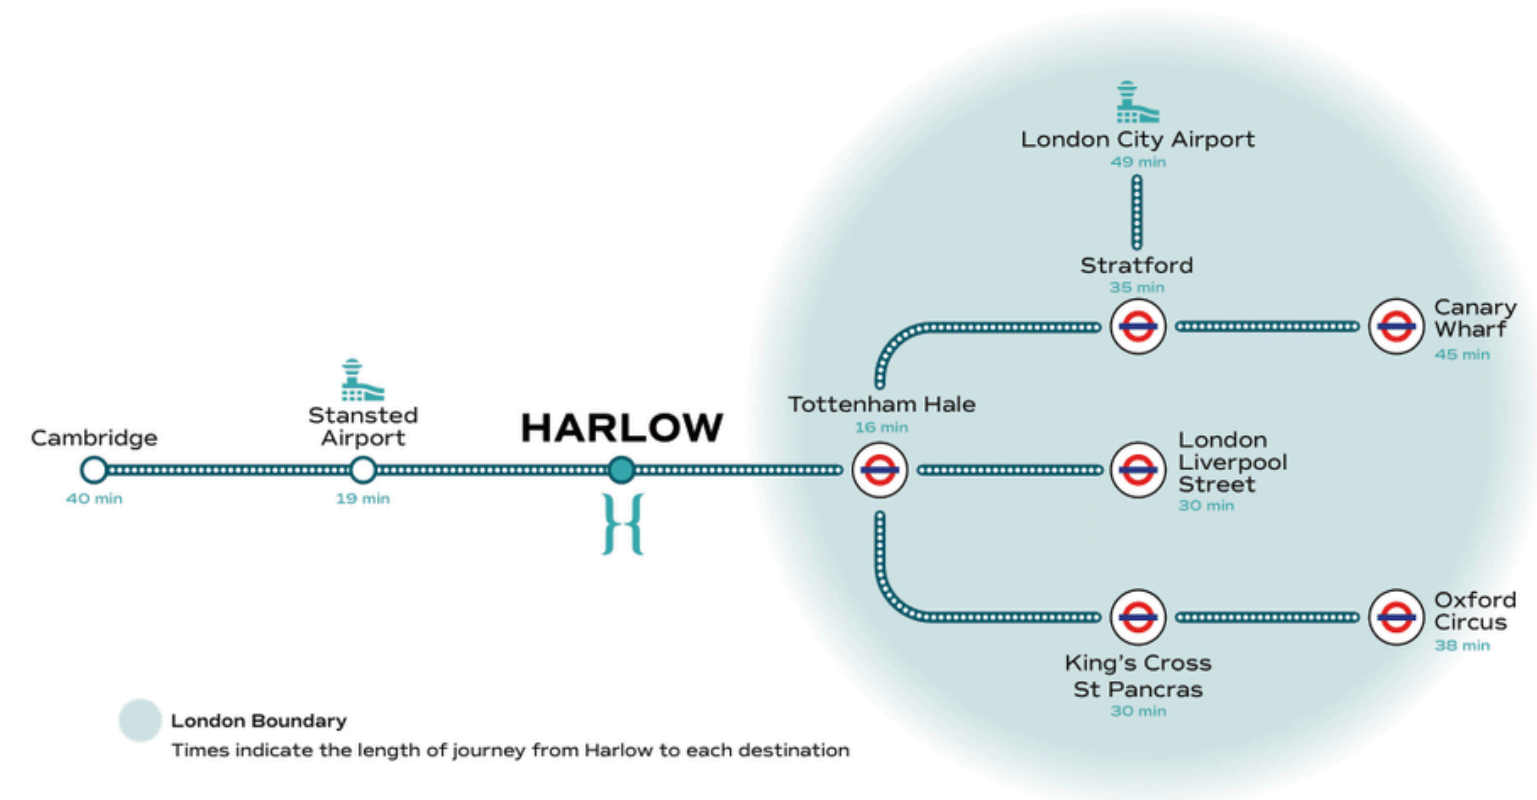 London City Airport
49 min
Stratford
35 min
Canary
Wharf
45 min
Stansted
Airport
19 min
Cambridge
40 min
HARLOW
Tottenham Hale
16 min
London
Liverpool
Street
30 min
King's Cross
St Pancras
30 min
Oxford
Circus
38 min
London Boundary
Times indicate the length of journey from Harlow to each destination